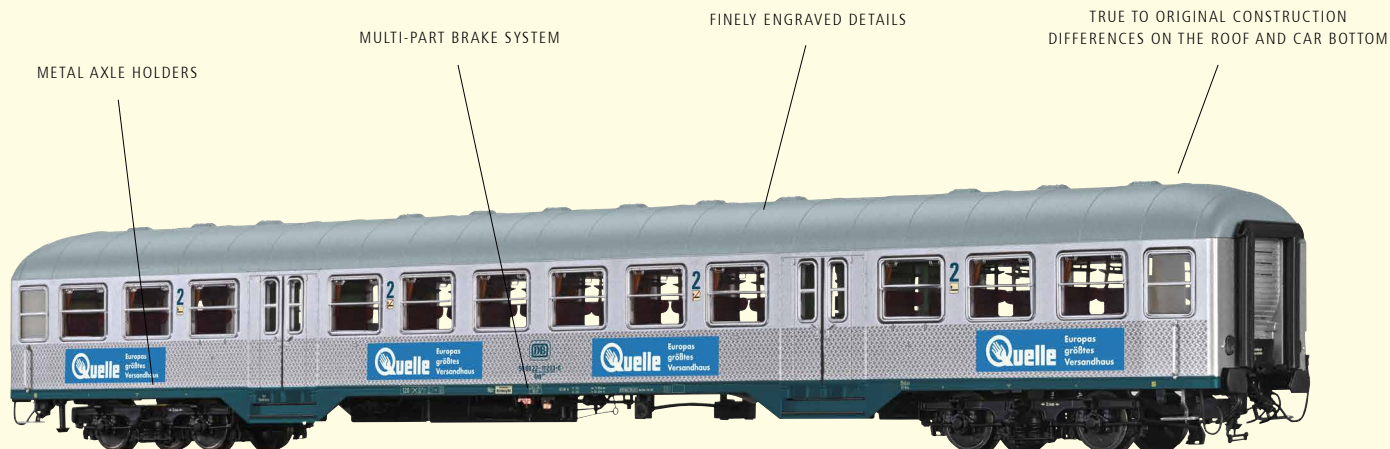 FINELY ENGRAVED DETAILS
TRUE TO ORIGINAL CONSTRUCTION
DIFFERENCES ON THE ROOF AND CAR BOTTOM
MULTI-PART BRAKE SYSTEM
METAL AXLE HOLDERS
2
2
2
2
Quelle
Europas
größtes
Versandhaus
Quelle
Europas
größtes
Versandhaus
DB
Quelle
Europas
größtes
Versandhaus
Quelle
Europas
größtes
Versandhaus